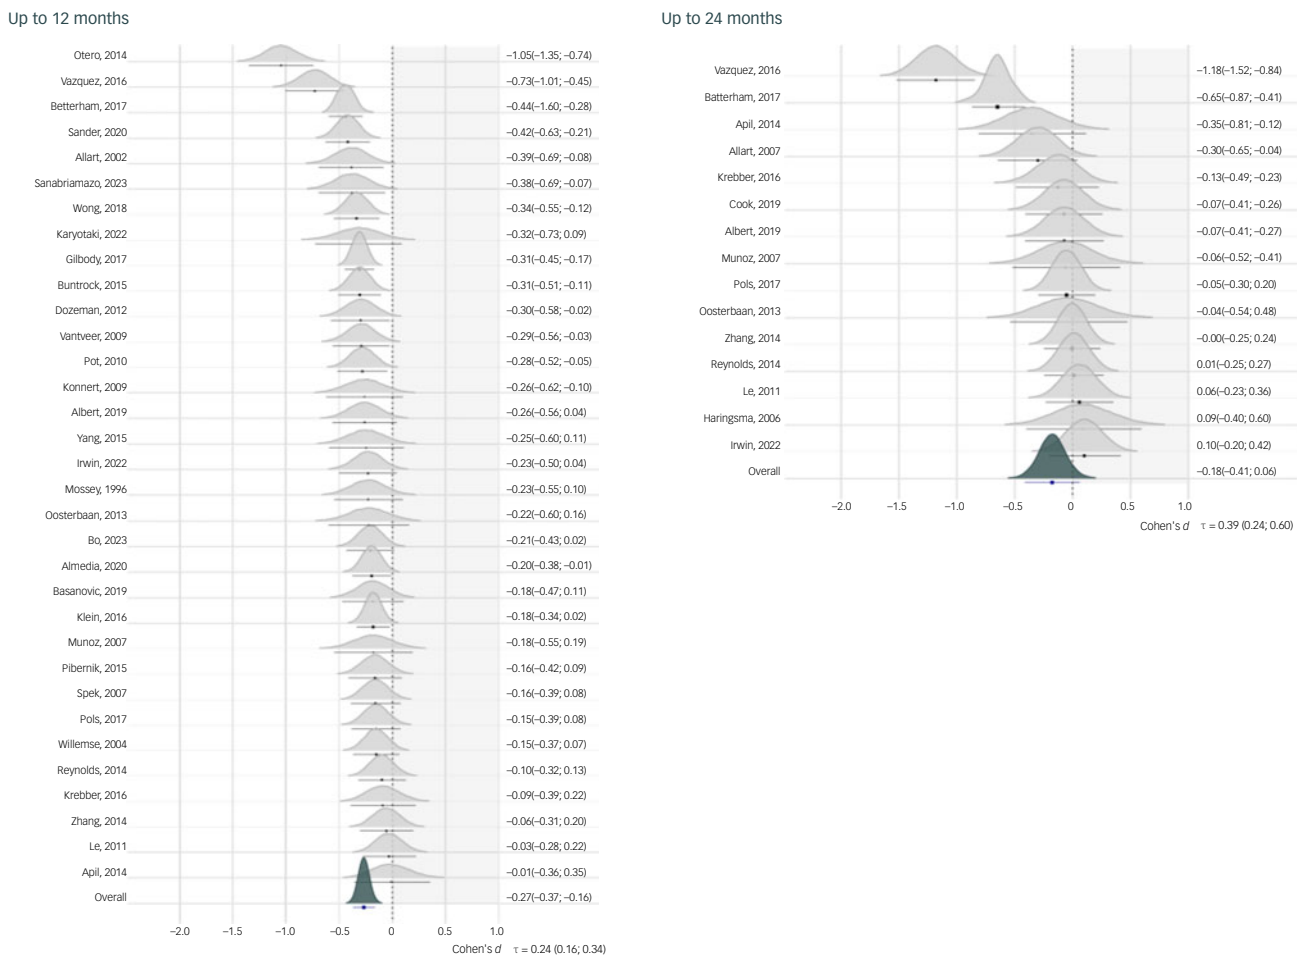 Up to 12 months
Otero, 2014 −1.05(−1.35; −0.74)
Vazquez, 2016 −0.73(−1.01; −0.45)
Betterham, 2017 −0.44(−1.60; −0.28)
Sander, 2020 −0.42(−0.63; −0.21)
Allart, 2002 −0.39(−0.69; −0.08)
Sanabriamazo, 2023 −0.38(−0.69; −0.07)
Wong, 2018 −0.34(−0.55; −0.12)
Karyotaki, 2022 −0.32(−0.73; 0.09)
Gilbody, 2017 −0.31(−0.45; −0.17)
Buntrock, 2015 −0.31(−0.51; −0.11)
Dozeman, 2012 −0.30(−0.58; −0.02)
Vantveer, 2009 −0.29(−0.56; −0.03)
Pot, 2010 −0.28(−0.52; −0.05)
Konnert, 2009 −0.26(−0.62; −0.10)
Albert, 2019 −0.26(−0.56; 0.04)
Yang, 2015 −0.25(−0.60; 0.11)
Irwin, 2022 −0.23(−0.50; 0.04)
Mossey, 1996 −0.23(−0.55; 0.10)
Oosterbaan, 2013 −0.22(−0.60; 0.16)
Bo, 2023 −0.21(−0.43; 0.02)
Almedia, 2020 −0.20(−0.38; −0.01)
Basanovic, 2019 −0.18(−0.47; 0.11)
Klein, 2016 −0.18(−0.34; 0.02)
Munoz, 2007 −0.18(−0.55; 0.19)
Pibernik, 2015 −0.16(−0.42; 0.09)
Spek, 2007 −0.16(−0.39; 0.08)
Pols, 2017 −0.15(−0.39; 0.08)
Willemse, 2004 −0.15(−0.37; 0.07)
Reynolds, 2014 −0.10(−0.32; 0.13)
Krebber, 2016 −0.09(−0.39; 0.22)
Zhang, 2014 −0.06(−0.31; 0.20)
Le, 2011 −0.03(−0.28; 0.22)
Apil, 2014 −0.01(−0.36; 0.35)
Overall −0.27(−0.37; −0.16)
−2.0 −1.5 −1.0 −0.5 0 0.5 1.0
Cohen's d τ = 0.24 (0.16; 0.34)
Up to 24 months
Vazquez, 2016 −1.18(−1.52; −0.84)
Batterham, 2017 −0.65(−0.87; −0.41)
Apil, 2014 −0.35(−0.81; −0.12)
Allart, 2007 −0.30(−0.65; −0.04)
Krebber, 2016 −0.13(−0.49; −0.23)
Cook, 2019 −0.07(−0.41; −0.26)
Albert, 2019 −0.07(−0.41; −0.27)
Munoz, 2007 −0.06(−0.52; −0.41)
Pols, 2017 −0.05(−0.30; 0.20)
Oosterbaan, 2013 −0.04(−0.54; 0.48)
Zhang, 2014 −0.00(−0.25; 0.24)
Reynolds, 2014 0.01(−0.25; 0.27)
Le, 2011 0.06(−0.23; 0.36)
Haringsma, 2006 0.09(−0.40; 0.60)
Irwin, 2022 0.10(−0.20; 0.42)
Overall −0.18(−0.41; 0.06)
−2.0 −1.5 −1.0 −0.5 0 0.5 1.0
Cohen's d τ = 0.39 (0.24; 0.60)